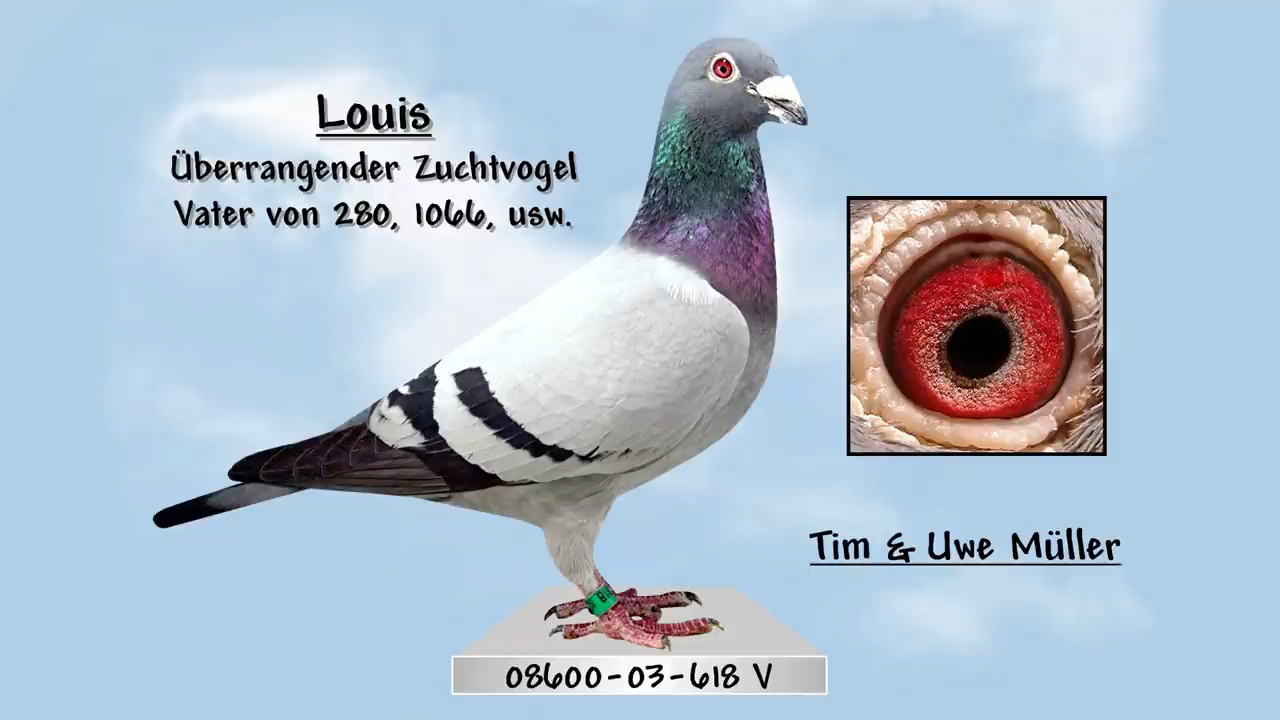 Louis
Überrangender Zuchtvogel
Vater von 280, 1066, usw.
Tim & Uwe Müller
08600-03-618 V